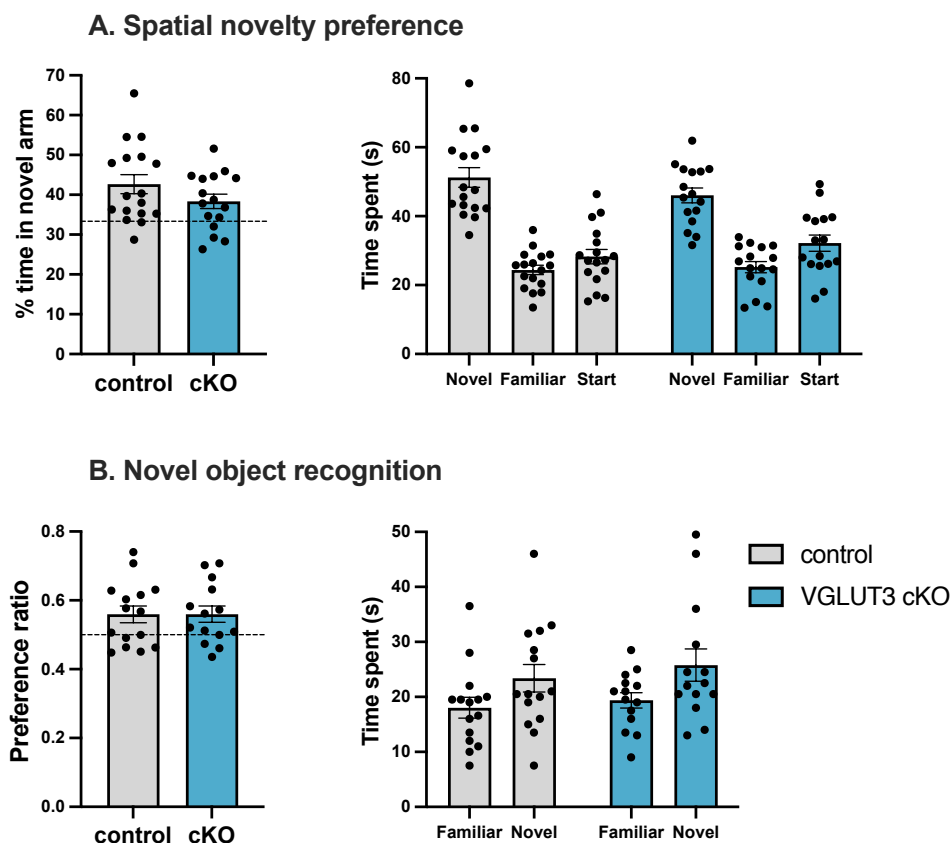 A. Spatial novelty preference
% time in novel arm
70
60
50
40
30
20
10
0
control cKO
Time spent (s)
80
60
40
20
0
Novel Familiar Start Novel Familiar Start
B. Novel object recognition
Preference ratio
0.8
0.6
0.4
0.2
0.0
control cKO
Time spent (s)
50
40
30
20
10
0
Familiar Novel Familiar Novel
control
VGLUT3 cKO